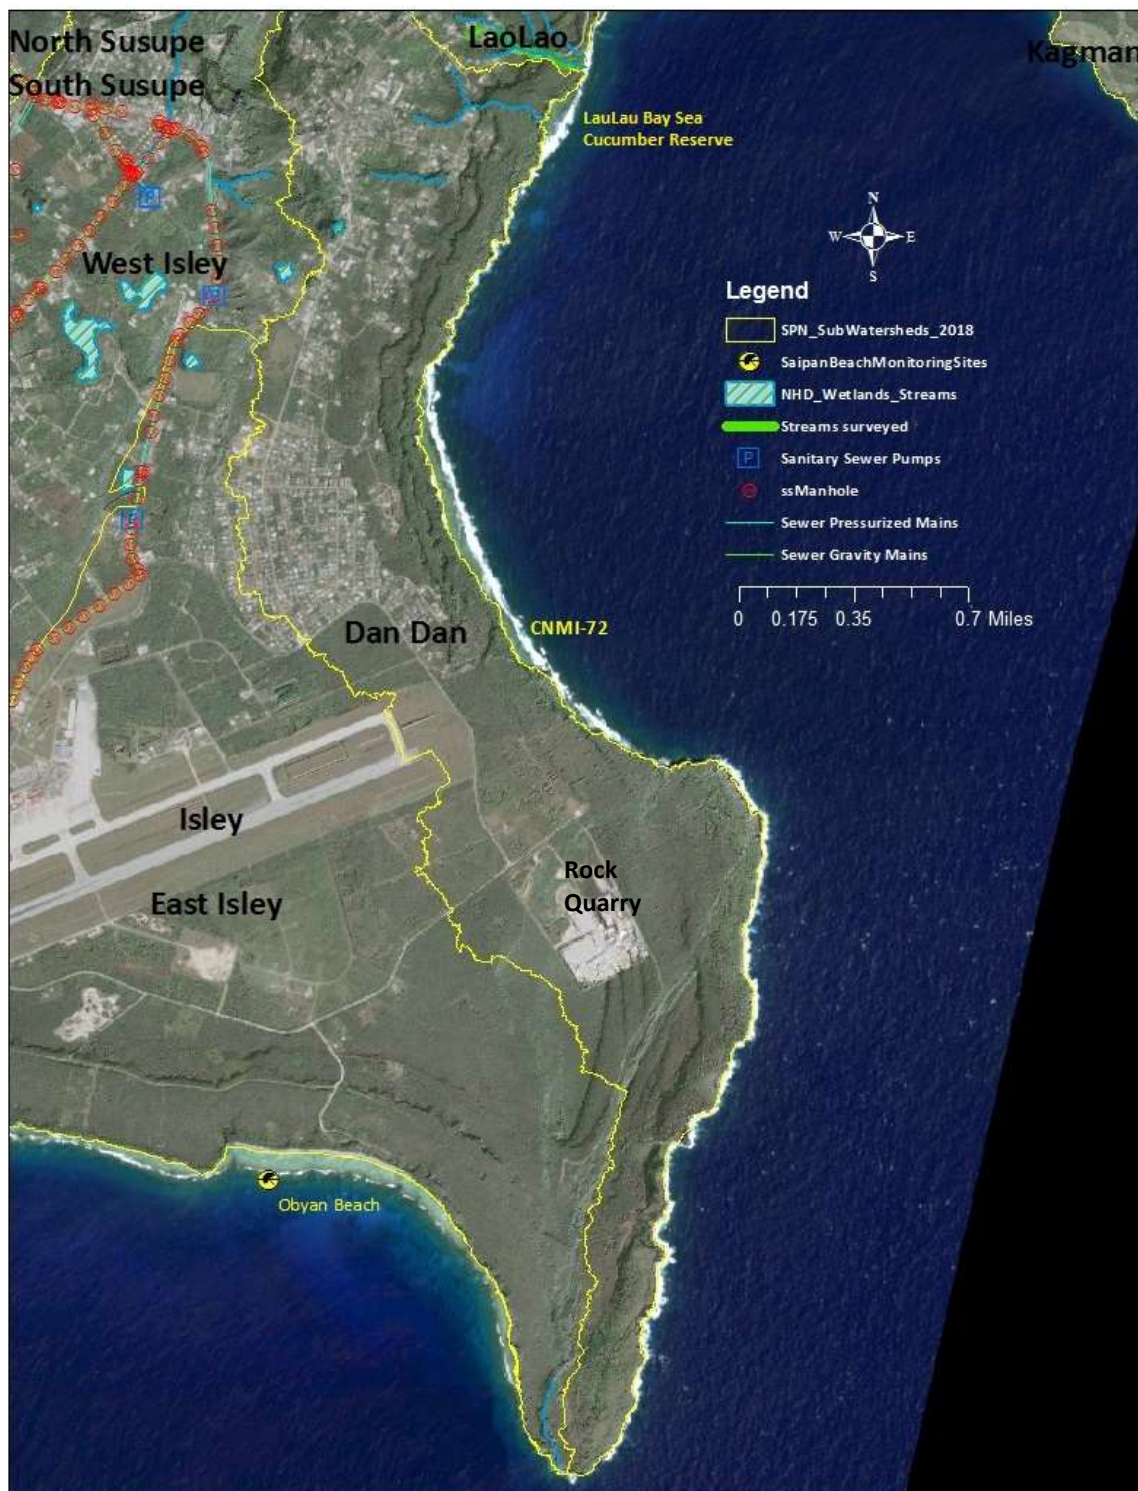 North Susupe
South Susupe
LaoLao
Kagman
LauLau Bay Sea
Cucumber Reserve
N
W
E
S
West Isley
Legend
SPN_SubWatersheds_2018
SaipanBeachMonitoringSites
NHD_Wetlands_Streams
Streams surveyed
P
Sanitary Sewer Pumps
ssManhole
Sewer Pressurized Mains
Sewer Gravity Mains
0 0.175 0.35 0.7 Miles
CNMI-72
Dan Dan
Isley
Rock
Quarry
East Isley
Obyan Beach